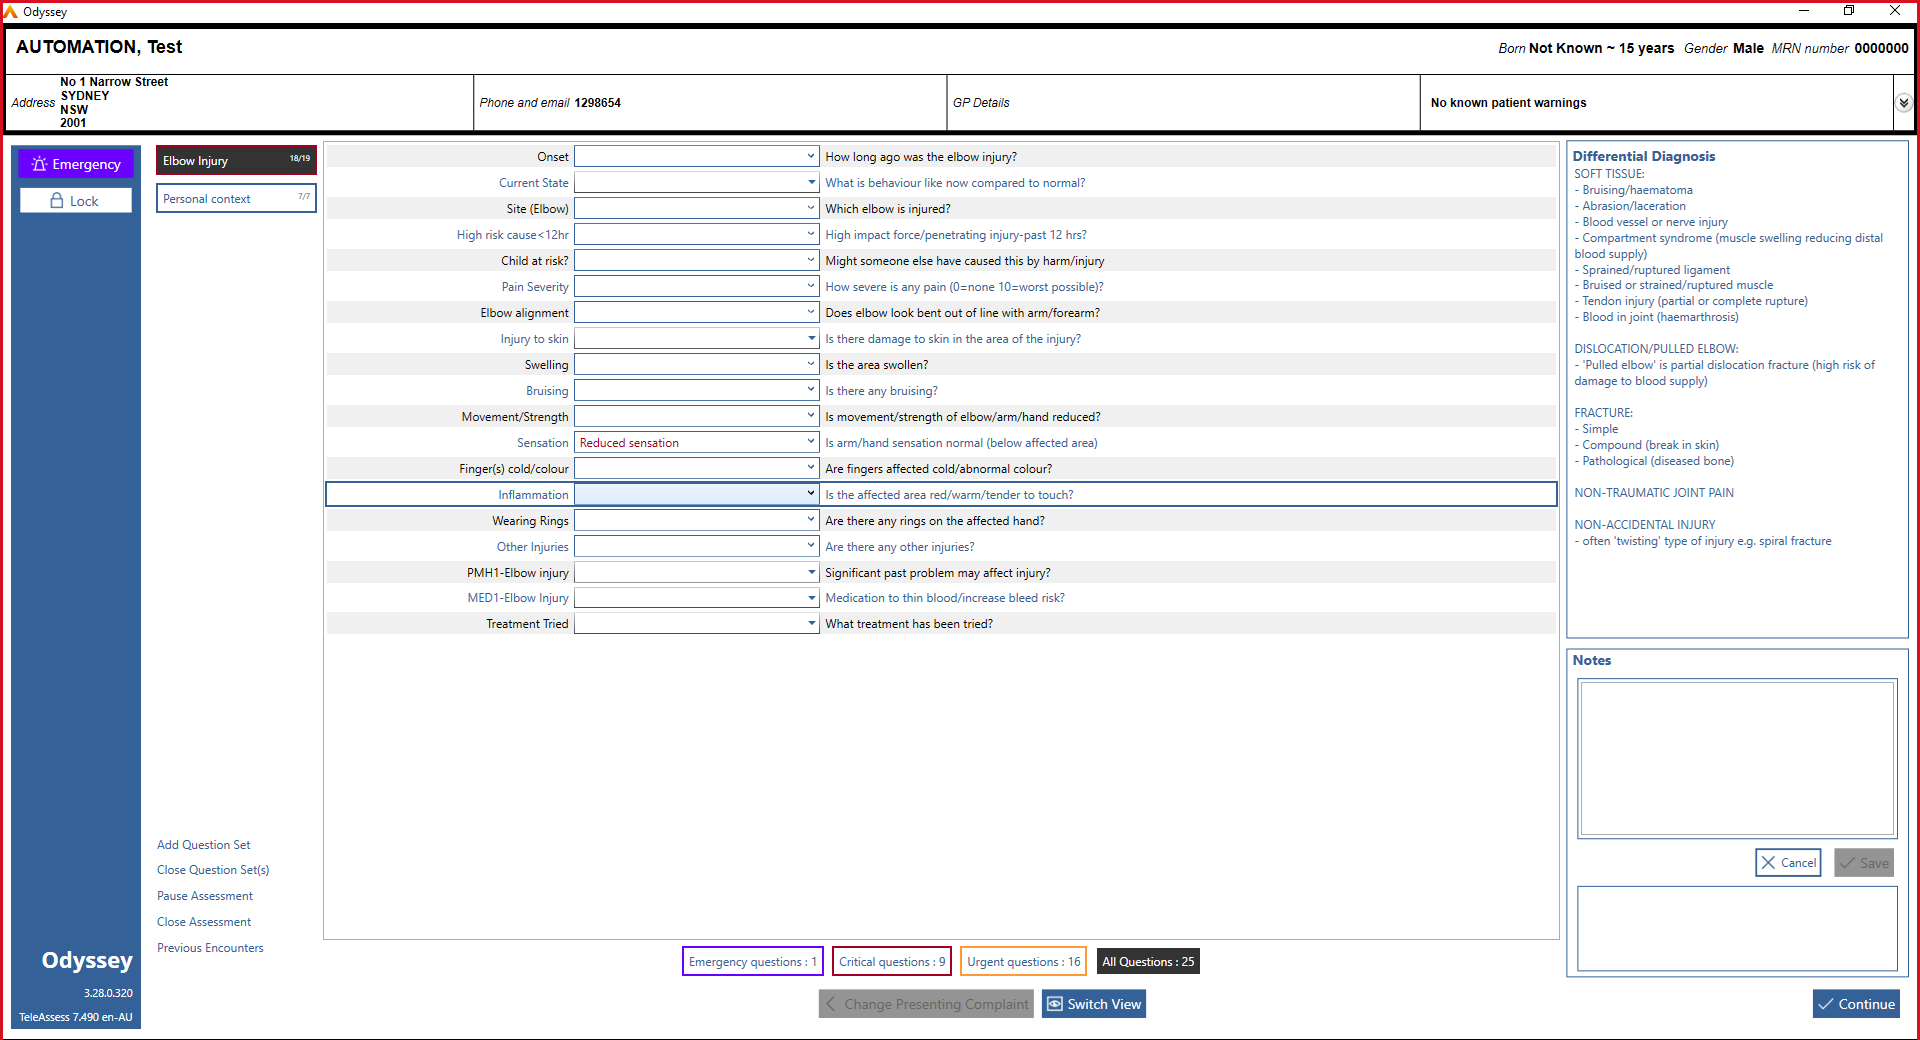 Odyssey
AUTOMATION, Test
Born Not Known ~ 15 years Gender Male MRN number 0000000
Address
No 1 Narrow Street
SYDNEY
NSW
2001
Phone and email 1298654
GP Details
No known patient warnings
Emergency
Lock
Elbow Injury 18/19
Personal context 7/7
Onset How long ago was the elbow injury?
Current State What is behaviour like now compared to normal?
Site (Elbow) Which elbow is injured?
High risk cause<12hr High impact force/penetrating injury-past 12 hrs?
Child at risk? Might someone else have caused this by harm/injury
Pain Severity How severe is any pain (0=none 10=worst possible)?
Elbow alignment Does elbow look bent out of line with arm/forearm?
Injury to skin Is there damage to skin in the area of the injury?
Swelling Is the area swollen?
Bruising Is there any bruising?
Movement/Strength Is movement/strength of elbow/arm/hand reduced?
Sensation Reduced sensation Is arm/hand sensation normal (below affected area)
Finger(s) cold/colour Are fingers affected cold/abnormal colour?
Inflammation Is the affected area red/warm/tender to touch?
Wearing Rings Are there any rings on the affected hand?
Other Injuries Are there any other injuries?
PMH1-Elbow injury Significant past problem may affect injury?
MED1-Elbow Injury Medication to thin blood/increase bleed risk?
Treatment Tried What treatment has been tried?
Differential Diagnosis
SOFT TISSUE:
- Bruising/haematoma
- Abrasion/laceration
- Blood vessel or nerve injury
- Compartment syndrome (muscle swelling reducing distal
blood supply)
- Sprained/ruptured ligament
- Bruised or strained/ruptured muscle
- Tendon injury (partial or complete rupture)
- Blood in joint (haemarthrosis)
DISLOCATION/PULLED ELBOW:
- 'Pulled elbow' is partial dislocation fracture (high risk of
damage to blood supply)
FRACTURE:
- Simple
- Compound (break in skin)
- Pathological (diseased bone)
NON-TRAUMATIC JOINT PAIN
NON-ACCIDENTAL INJURY
- often 'twisting' type of injury e.g. spiral fracture
Notes
Cancel
Save
Add Question Set
Close Question Set(s)
Pause Assessment
Close Assessment
Previous Encounters
Odyssey
3.28.0.320
TeleAssess 7.490 en-AU
Emergency questions : 1
Critical questions : 9
Urgent questions : 16
All Questions : 25
Change Presenting Complaint
Switch View
Continue